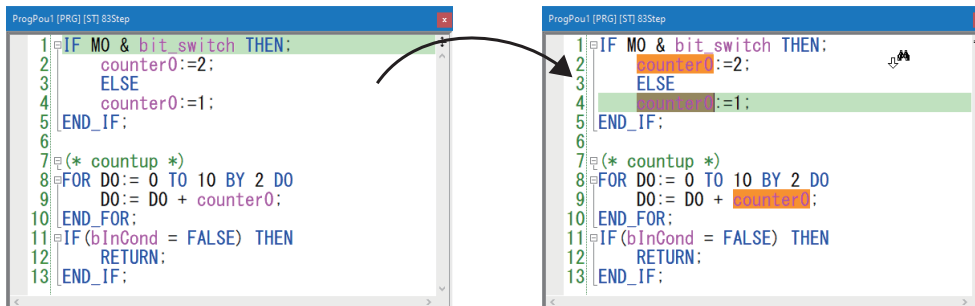 ProgPou1 [PRG] [ST] 83Step
1 IF M0 & bit_switch THEN;
2 counter0:=2;
3 ELSE
4 counter0:=1;
5 END_IF;
6
7 (* countup *)
8 FOR D0:= 0 TO 10 BY 2 DO
9 D0:= D0 + counter0;
10 END_FOR;
11 IF(bInCond = FALSE) THEN
12 RETURN;
13 END_IF;
ProgPou1 [PRG] [ST] 83Step
1 IF M0 & bit_switch THEN;
2 counter0:=2;
3 ELSE
4 counter0:=1;
5 END_IF;
6
7 (* countup *)
8 FOR D0:= 0 TO 10 BY 2 DO
9 D0:= D0 + counter0;
10 END_FOR;
11 IF(bInCond = FALSE) THEN
12 RETURN;
13 END_IF;